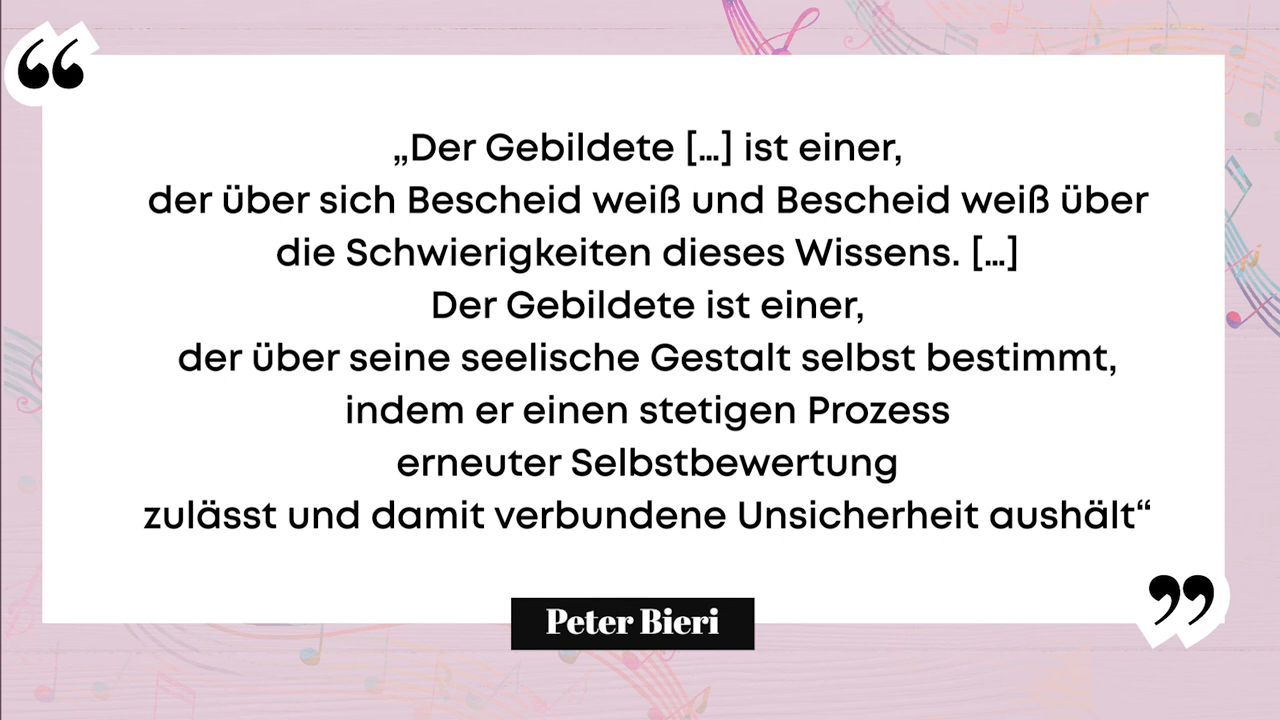 „Der Gebildete […] ist einer,
der über sich Bescheid weiß und Bescheid weiß über
die Schwierigkeiten dieses Wissens. […]
Der Gebildete ist einer,
der über seine seelische Gestalt selbst bestimmt,
indem er einen stetigen Prozess
erneuter Selbstbewertung
zulässt und damit verbundene Unsicherheit aushält“
Peter Bieri